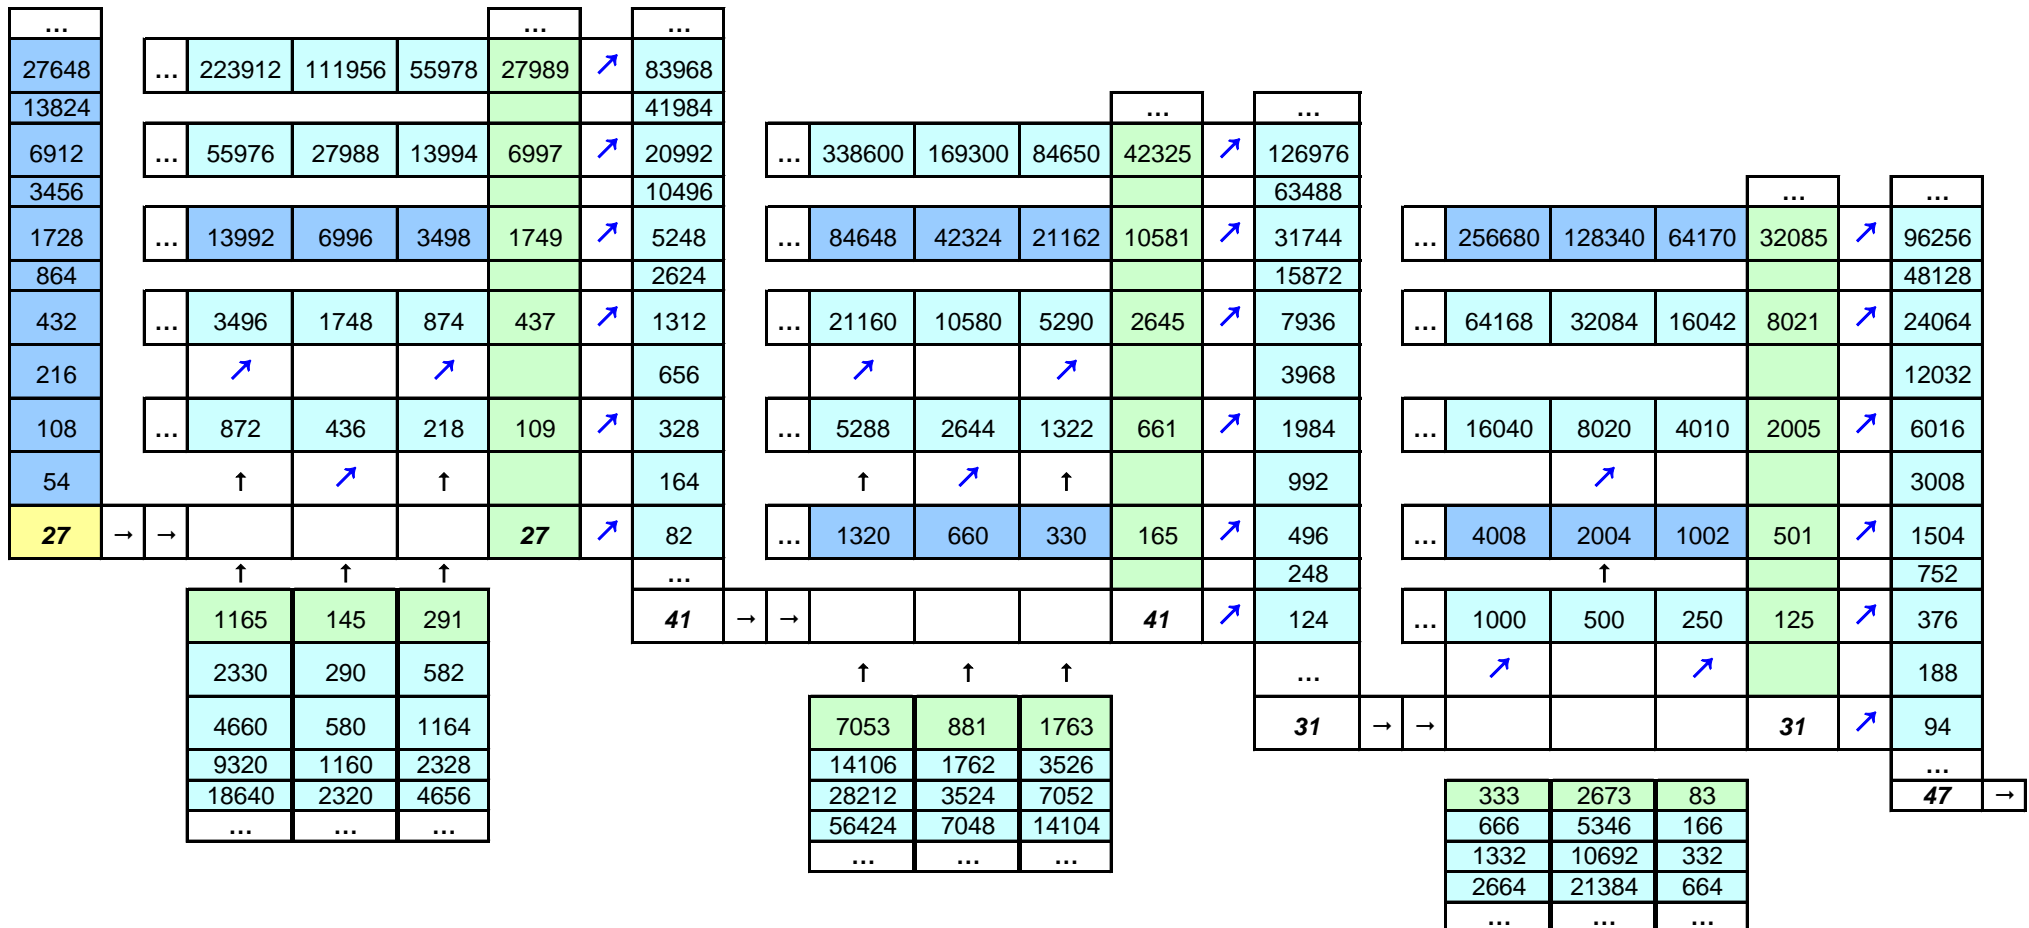 ... ... ...
27648 ... 223912 111956 55978 27989 ↗ 83968
13824 41984 ... ...
6912 ... 55976 27988 13994 6997 ↗ 20992 ... 338600 169300 84650 42325 ↗ 126976
3456 10496 63488 ... ...
1728 ... 13992 6996 3498 1749 ↗ 5248 ... 84648 42324 21162 10581 ↗ 31744 ... 256680 128340 64170 32085 ↗ 96256
864 2624 15872 48128
432 ... 3496 1748 874 437 ↗ 1312 ... 21160 10580 5290 2645 ↗ 7936 ... 64168 32084 16042 8021 ↗ 24064
216 ↗ ↗ 656 ↗ ↗ 3968 12032
108 ... 872 436 218 109 ↗ 328 ... 5288 2644 1322 661 ↗ 1984 ... 16040 8020 4010 2005 ↗ 6016
54 ↑ ↗ ↑ 164 ↑ ↗ ↑ 992 ↗ 3008
27 → → 27 ↗ 82 ... 1320 660 330 165 ↗ 496 ... 4008 2004 1002 501 ↗ 1504
↑ ↑ ↑ ... 248 ↑ 752
1165 145 291 41 → → 41 ↗ 124 ... 1000 500 250 125 ↗ 376
2330 290 582 ↑ ↑ ↑ ... ↗ ↗ 188
4660 580 1164 7053 881 1763 31 → → 31 ↗ 94
9320 1160 2328 14106 1762 3526 ...
18640 2320 4656 28212 3524 7052 333 2673 83 47 →
... ... ... 56424 7048 14104 666 5346 166
... ... ... 1332 10692 332
2664 21384 664
... ... ...